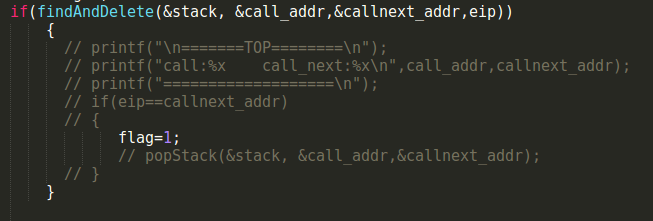 if(findAndDelete(&stack, &call_addr,&callnext_addr,eip))
{
// printf("\n=======TOP========\n");
// printf("call:%x    call_next:%x\n",call_addr,callnext_addr);
// printf("===================\n");
// if(eip==callnext_addr)
// {
flag=1;
// popStack(&stack, &call_addr,&callnext_addr);
// }
}